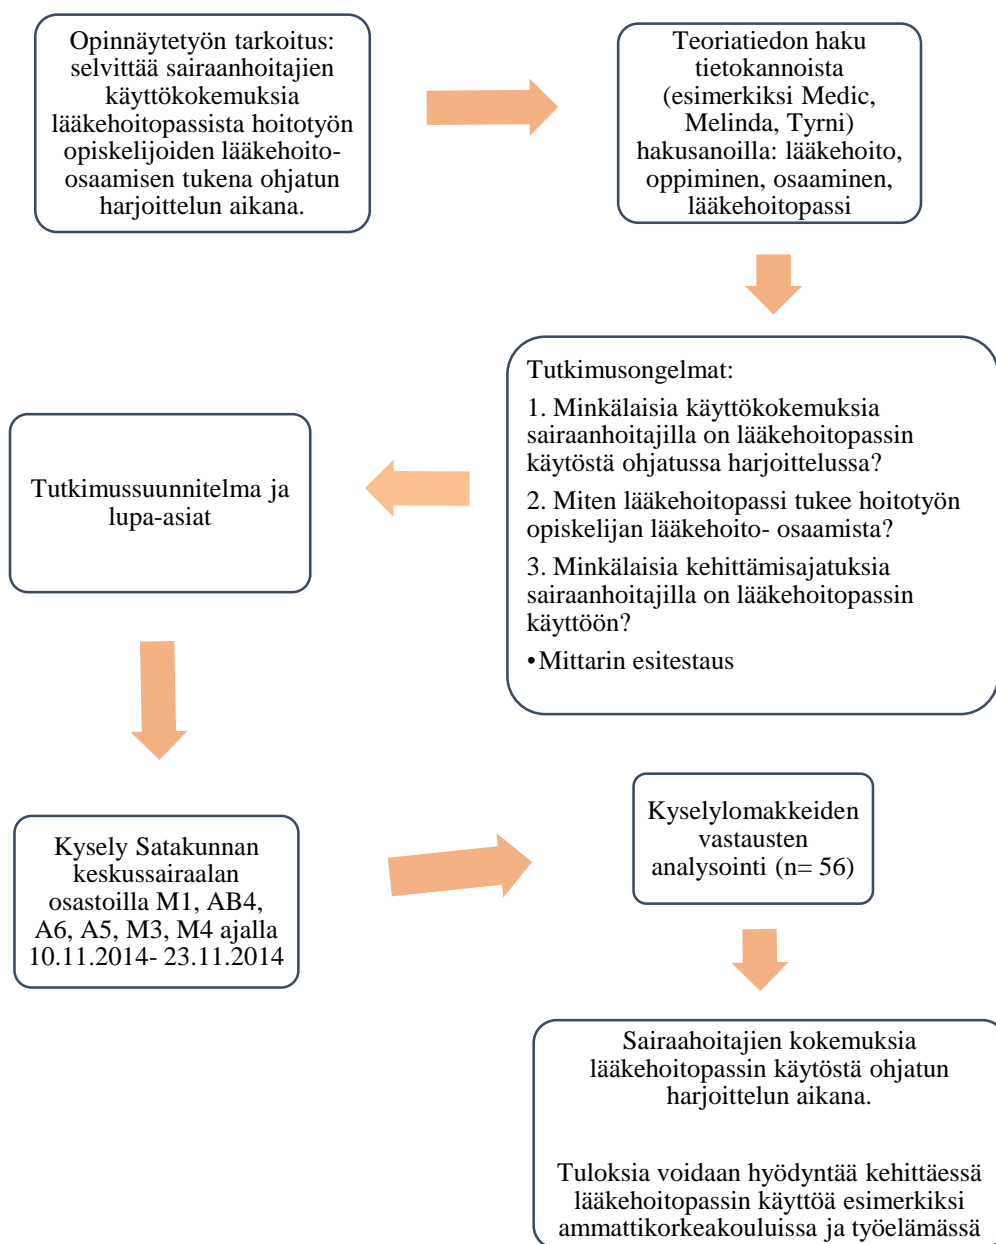 Opinnäytetyön tarkoitus:
selvittää sairaanhoitajien
käyttökokemuksia
lääkehoitopassista hoitotyön
opiskelijoiden lääkehoito-
osaamisen tukena ohjatun
harjoittelun aikana.
Teoriatiedon haku
tietokannoista
(esimerkiksi Medic,
Melinda, Tyrni)
hakusanoilla: lääkehoito,
oppiminen, osaaminen,
lääkehoitopassi
Tutkimusongelmat:
1. Minkälaisia käyttökokemuksia
sairaanhoitajilla on lääkehoitopassin
käytöstä ohjatussa harjoittelussa?
2. Miten lääkehoitopassi tukee hoitotyön
opiskelijan lääkehoito- osaamista?
3. Minkälaisia kehittämisajatuksia
sairaanhoitajilla on lääkehoitopassin
käyttöön?
•Mittarin esitestaus
Tutkimussuunnitelma ja
lupa-asiat
Kysely Satakunnan
keskussairaalan
osastoilla M1, AB4,
A6, A5, M3, M4 ajalla
10.11.2014- 23.11.2014
Kyselylomakkeiden
vastausten
analysointi (n= 56)
Sairaahoitajien kokemuksia
lääkehoitopassin käytöstä ohjatun
harjoittelun aikana.
Tuloksia voidaan hyödyntää kehittäessä
lääkehoitopassin käyttöä esimerkiksi
ammattikorkeakouluissa ja työelämässä